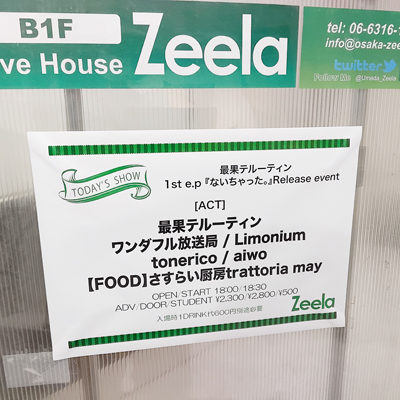 B1F
ve House
Zeela
tel: 06-6316-1
info@osaka-zee
twitter
Follow Me @Umeda_Zeela
TODAY'S SHOW
最果テルーティン
1st e.p『ないちゃった。』Release event
[ACT]
最果テルーティン
ワンダフル放送局 / Limonium
tonerico / aiwo
【FOOD】さすらい厨房trattoria may
OPEN/START 18:00/18:30
ADV/DOOR/STUDENT ¥2,300/¥2,800/¥500
入場時1DRINK代600円別途必要
Zeela